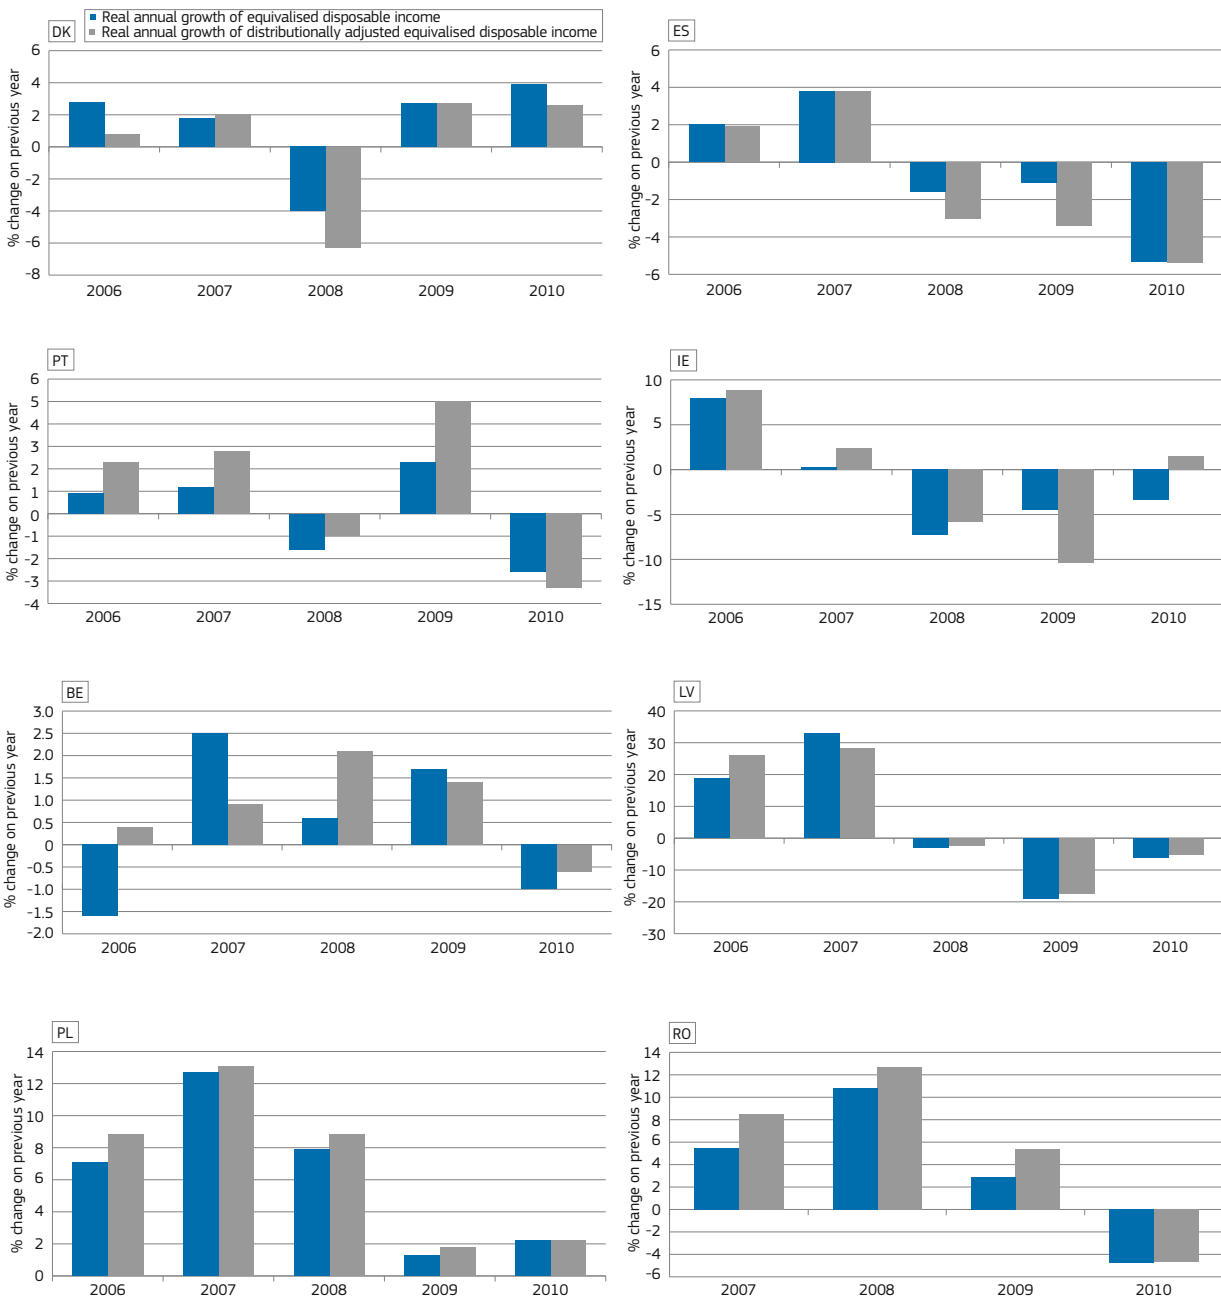 DK
Real annual growth of equivalised disposable income
Real annual growth of distributionally adjusted equivalised disposable income
% change on previous year
6
4
2
0
-2
-4
-6
-8
2006 2007 2008 2009 2010
ES
% change on previous year
6
4
2
0
-2
-4
-6
2006 2007 2008 2009 2010
PT
% change on previous year
6
5
4
3
2
1
0
-1
-2
-3
-4
2006 2007 2008 2009 2010
IE
% change on previous year
10
5
0
-5
-10
-15
2006 2007 2008 2009 2010
BE
% change on previous year
3.0
2.5
2.0
1.5
1.0
0.5
0
-0.5
-1.0
-1.5
-2.0
2006 2007 2008 2009 2010
LV
% change on previous year
40
30
20
10
0
-10
-20
-30
2006 2007 2008 2009 2010
PL
% change on previous year
14
12
10
8
6
4
2
0
2006 2007 2008 2009 2010
RO
% change on previous year
14
12
10
8
6
4
2
0
-2
-4
-6
2007 2008 2009 2010